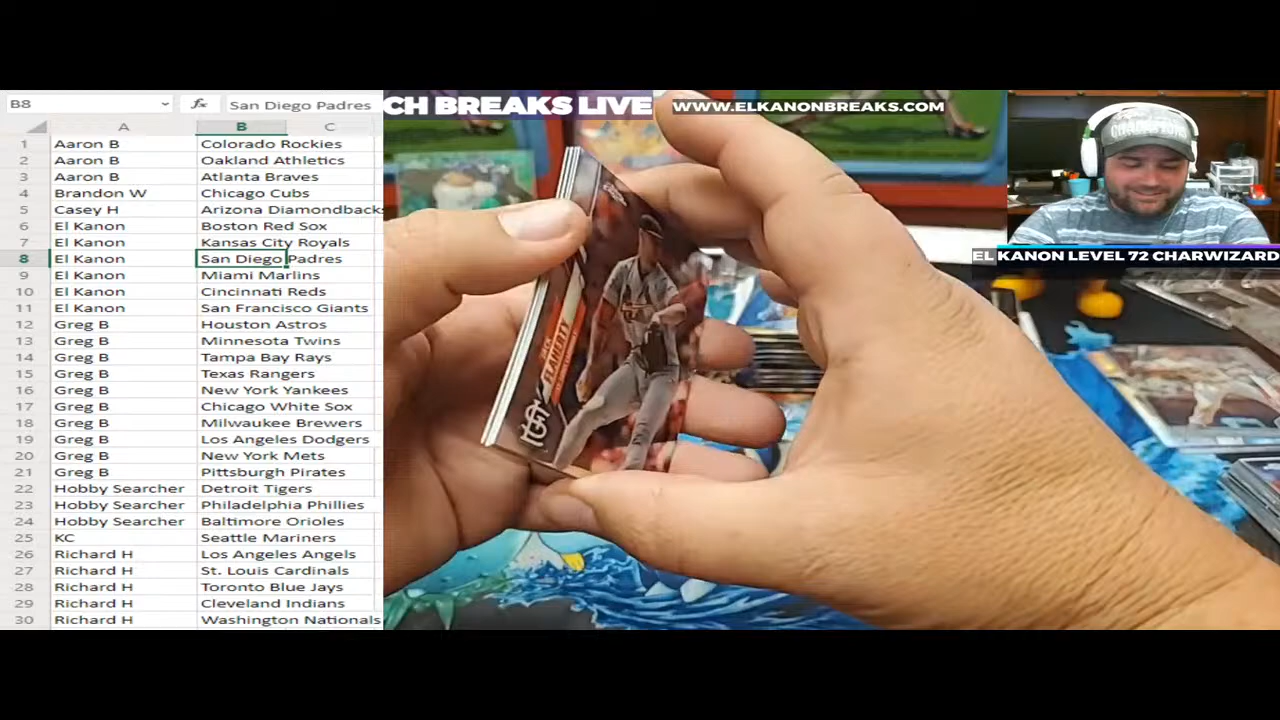 B8 fx San Diego Padres
A B C
1 Aaron B Colorado Rockies
2 Aaron B Oakland Athletics
3 Aaron B Atlanta Braves
4 Brandon W Chicago Cubs
5 Casey H Arizona Diamondbacks
6 El Kanon Boston Red Sox
7 El Kanon Kansas City Royals
8 El Kanon San Diego Padres
9 El Kanon Miami Marlins
10 El Kanon Cincinnati Reds
11 El Kanon San Francisco Giants
12 Greg B Houston Astros
13 Greg B Minnesota Twins
14 Greg B Tampa Bay Rays
15 Greg B Texas Rangers
16 Greg B New York Yankees
17 Greg B Chicago White Sox
18 Greg B Milwaukee Brewers
19 Greg B Los Angeles Dodgers
20 Greg B New York Mets
21 Greg B Pittsburgh Pirates
22 Hobby Searcher Detroit Tigers
23 Hobby Searcher Philadelphia Phillies
24 Hobby Searcher Baltimore Orioles
25 KC Seattle Mariners
26 Richard H Los Angeles Angels
27 Richard H St. Louis Cardinals
28 Richard H Toronto Blue Jays
29 Richard H Cleveland Indians
30 Richard H Washington Nationals
CH BREAKS LIVE
WWW.ELKANONBREAKS.COM
JACK
FLAHERTY
EL KANON LEVEL 72 CHARWIZARD